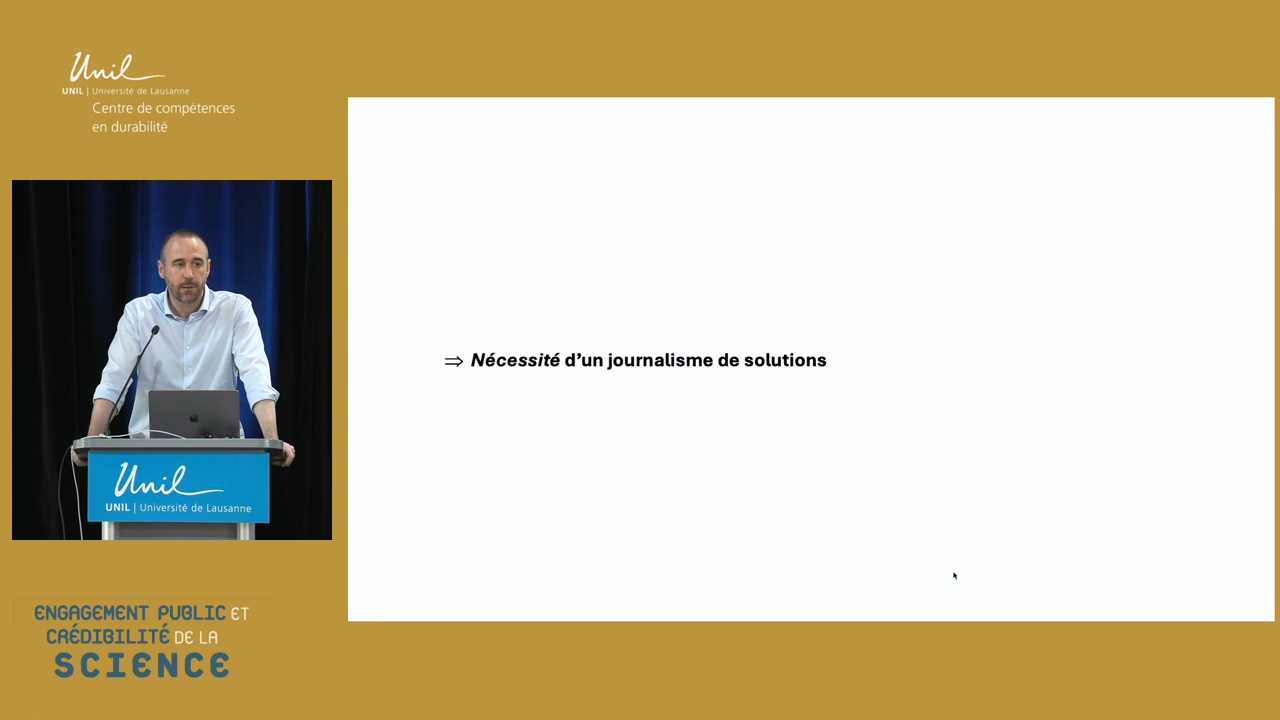 Unil
UNIL | Université de Lausanne
Centre de compétences
en durabilité
⇒ Nécessité d’un journalisme de solutions
Unil
UNIL | Université de Lausanne
ENGAGEMENT PUBLIC ET
CRÉDIBILITÉ DE LA
SCIENCE